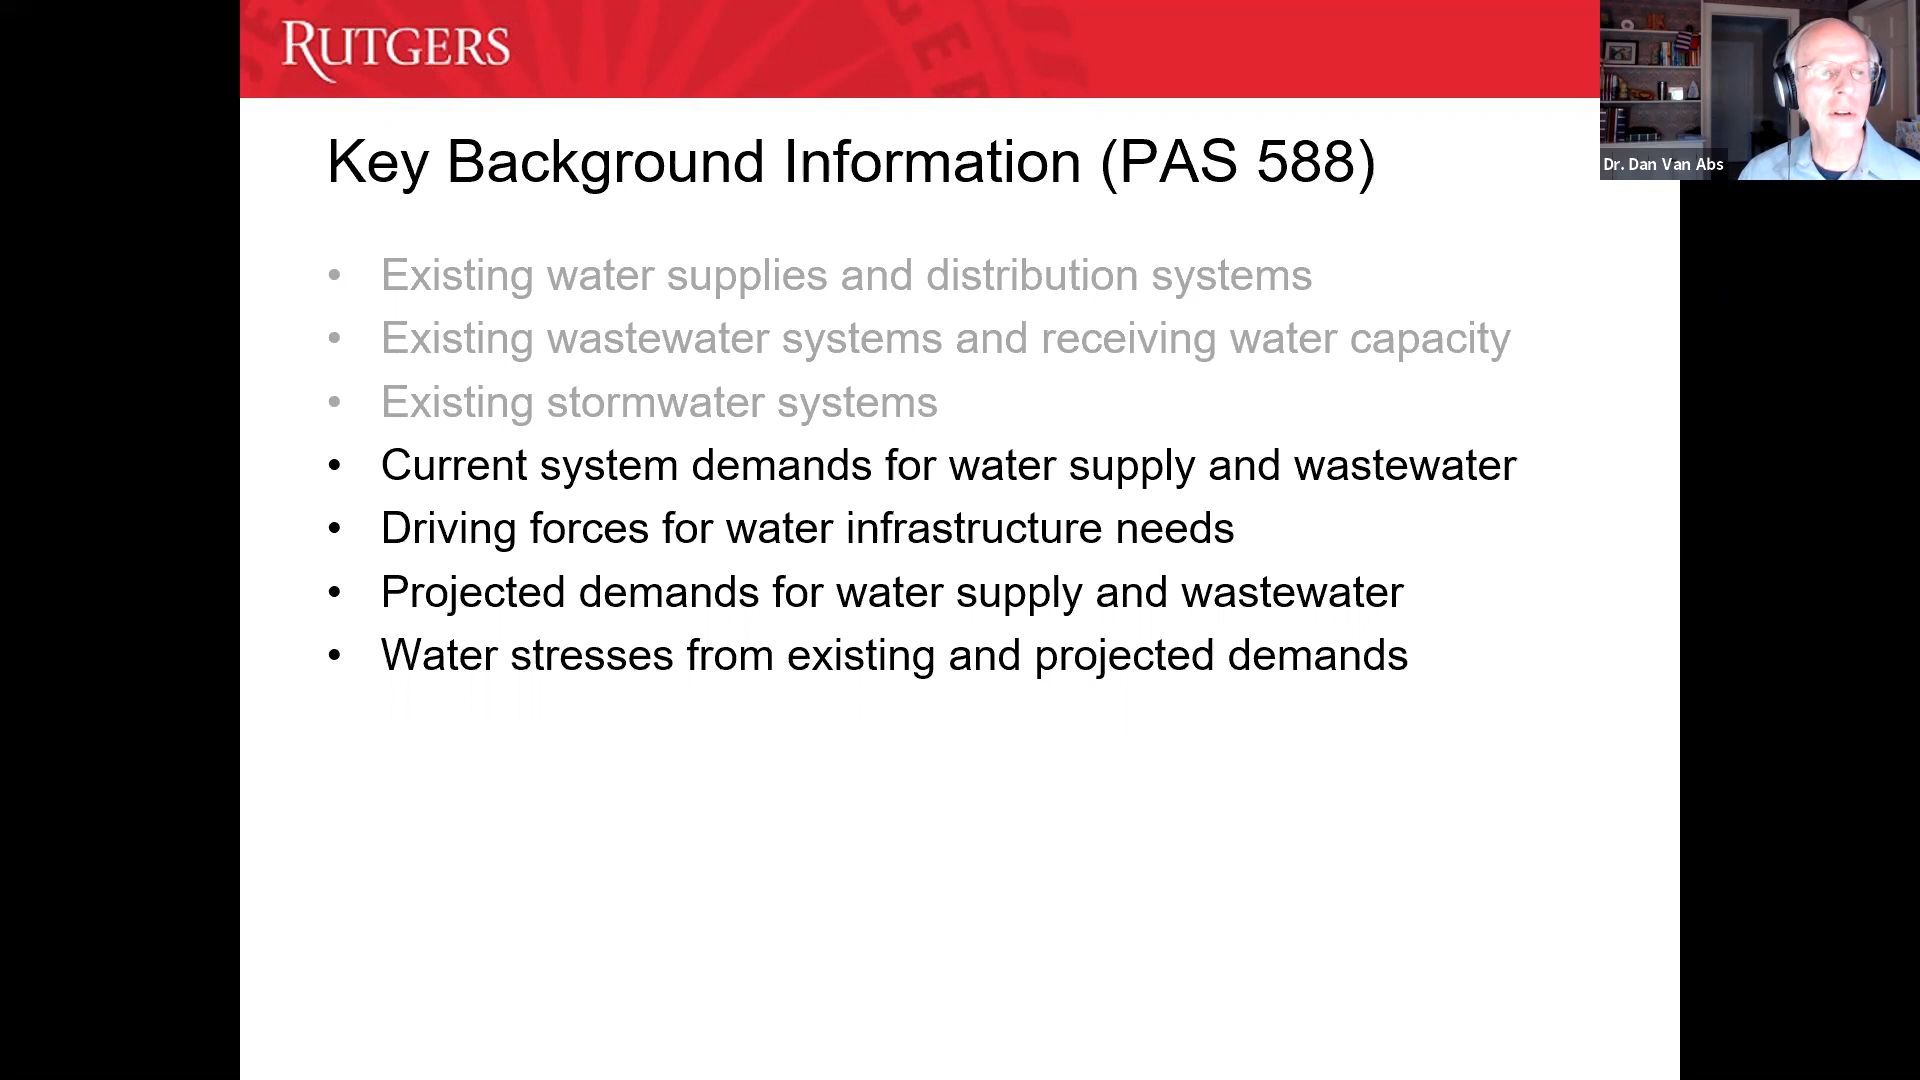 RUTGERS
Key Background Information (PAS 588)
• Existing water supplies and distribution systems
• Existing wastewater systems and receiving water capacity
• Existing stormwater systems
• Current system demands for water supply and wastewater
• Driving forces for water infrastructure needs
• Projected demands for water supply and wastewater
• Water stresses from existing and projected demands
Dr. Dan Van Abs